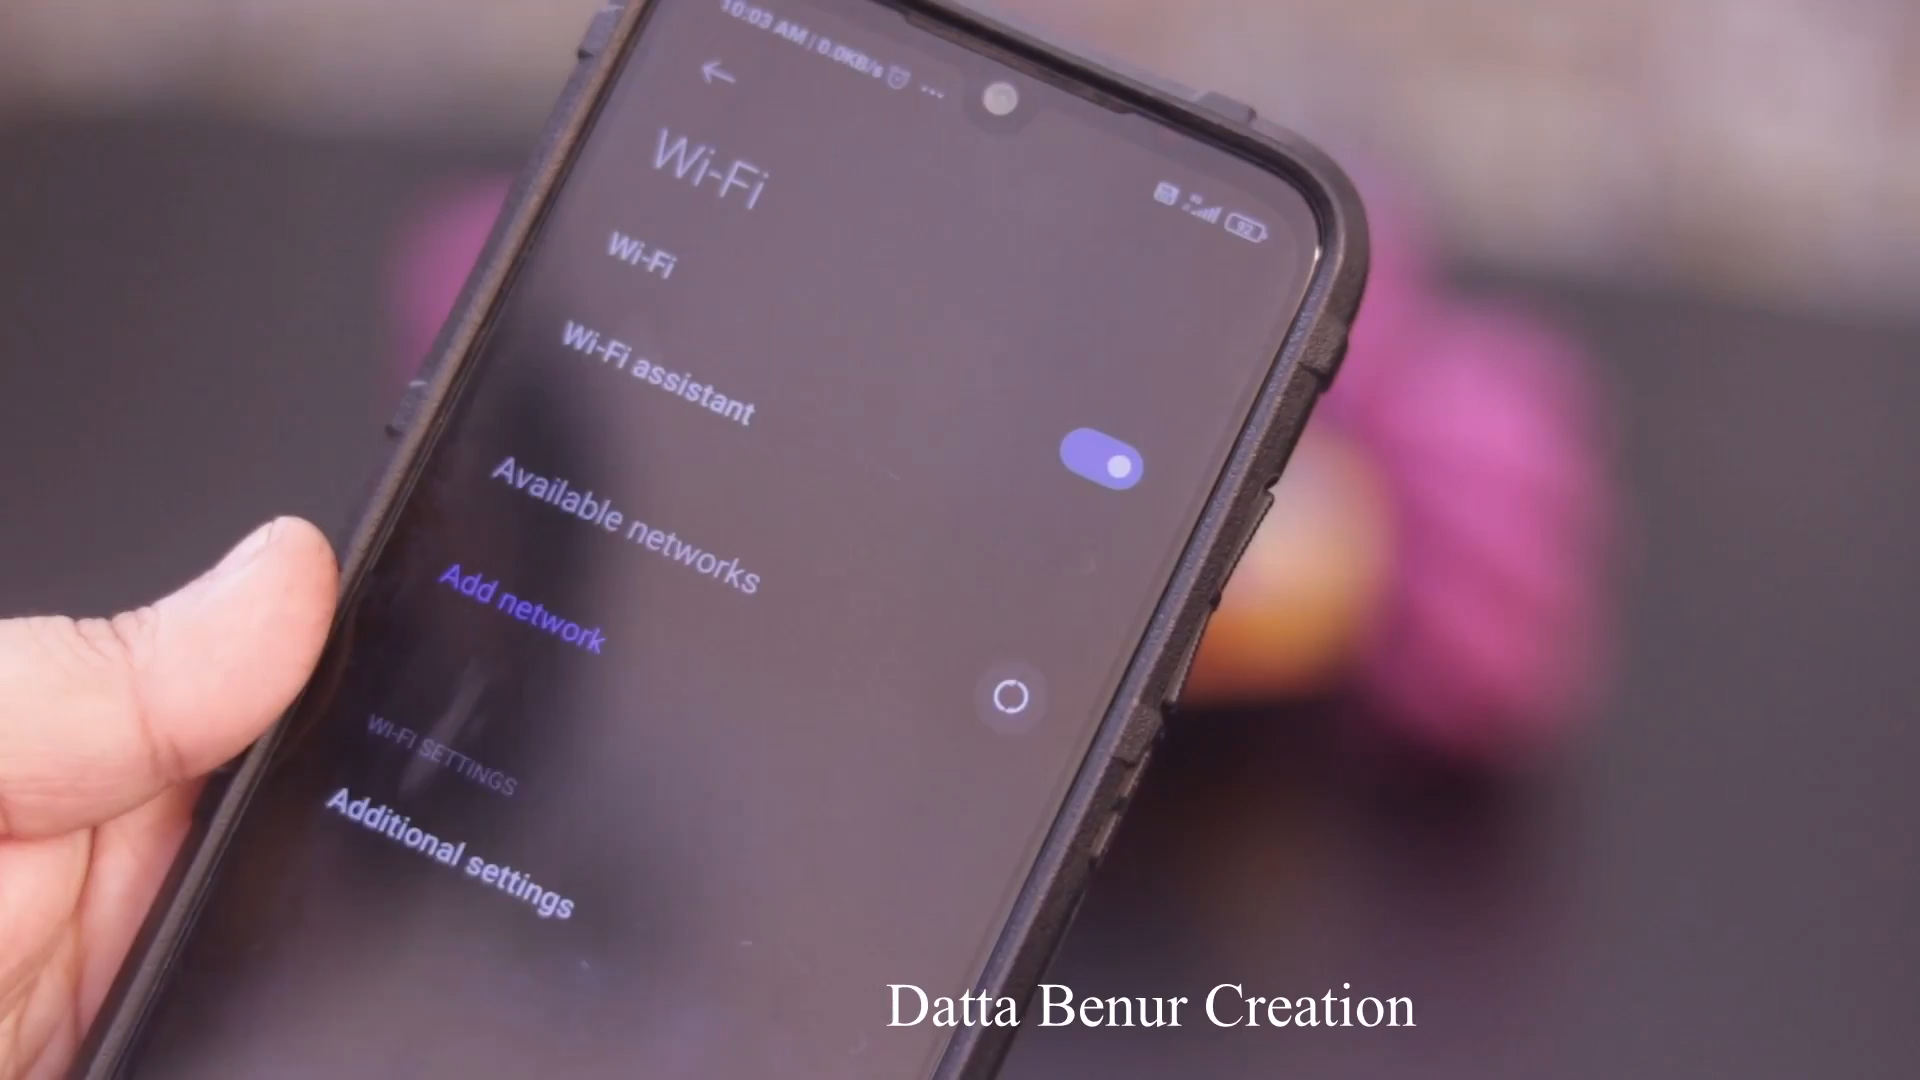 10:03 AM | 0.0KB/s ...
92
Wi-Fi
Wi-Fi
Wi-Fi assistant
Available networks
Add network
WI-FI SETTINGS
Additional settings
Datta Benur Creation